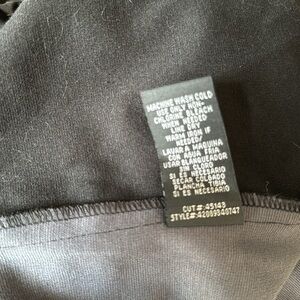 MACHINE WASH COLD
USE ONLY NON-
CHLORINE BLEACH
WHEN NEEDED
LINE DRY
WARM IRON IF
NEEDED/
LAVAR A MAQUINA
CON AGUA FRIA
USAR BLANQUEADOR
SIN CLORO
SI ES NECESARIO
SECAR COLGADO
PLANCHA TIBIA
SI ES NECESARIO
CUT#:45143
STYLE#:42069340747